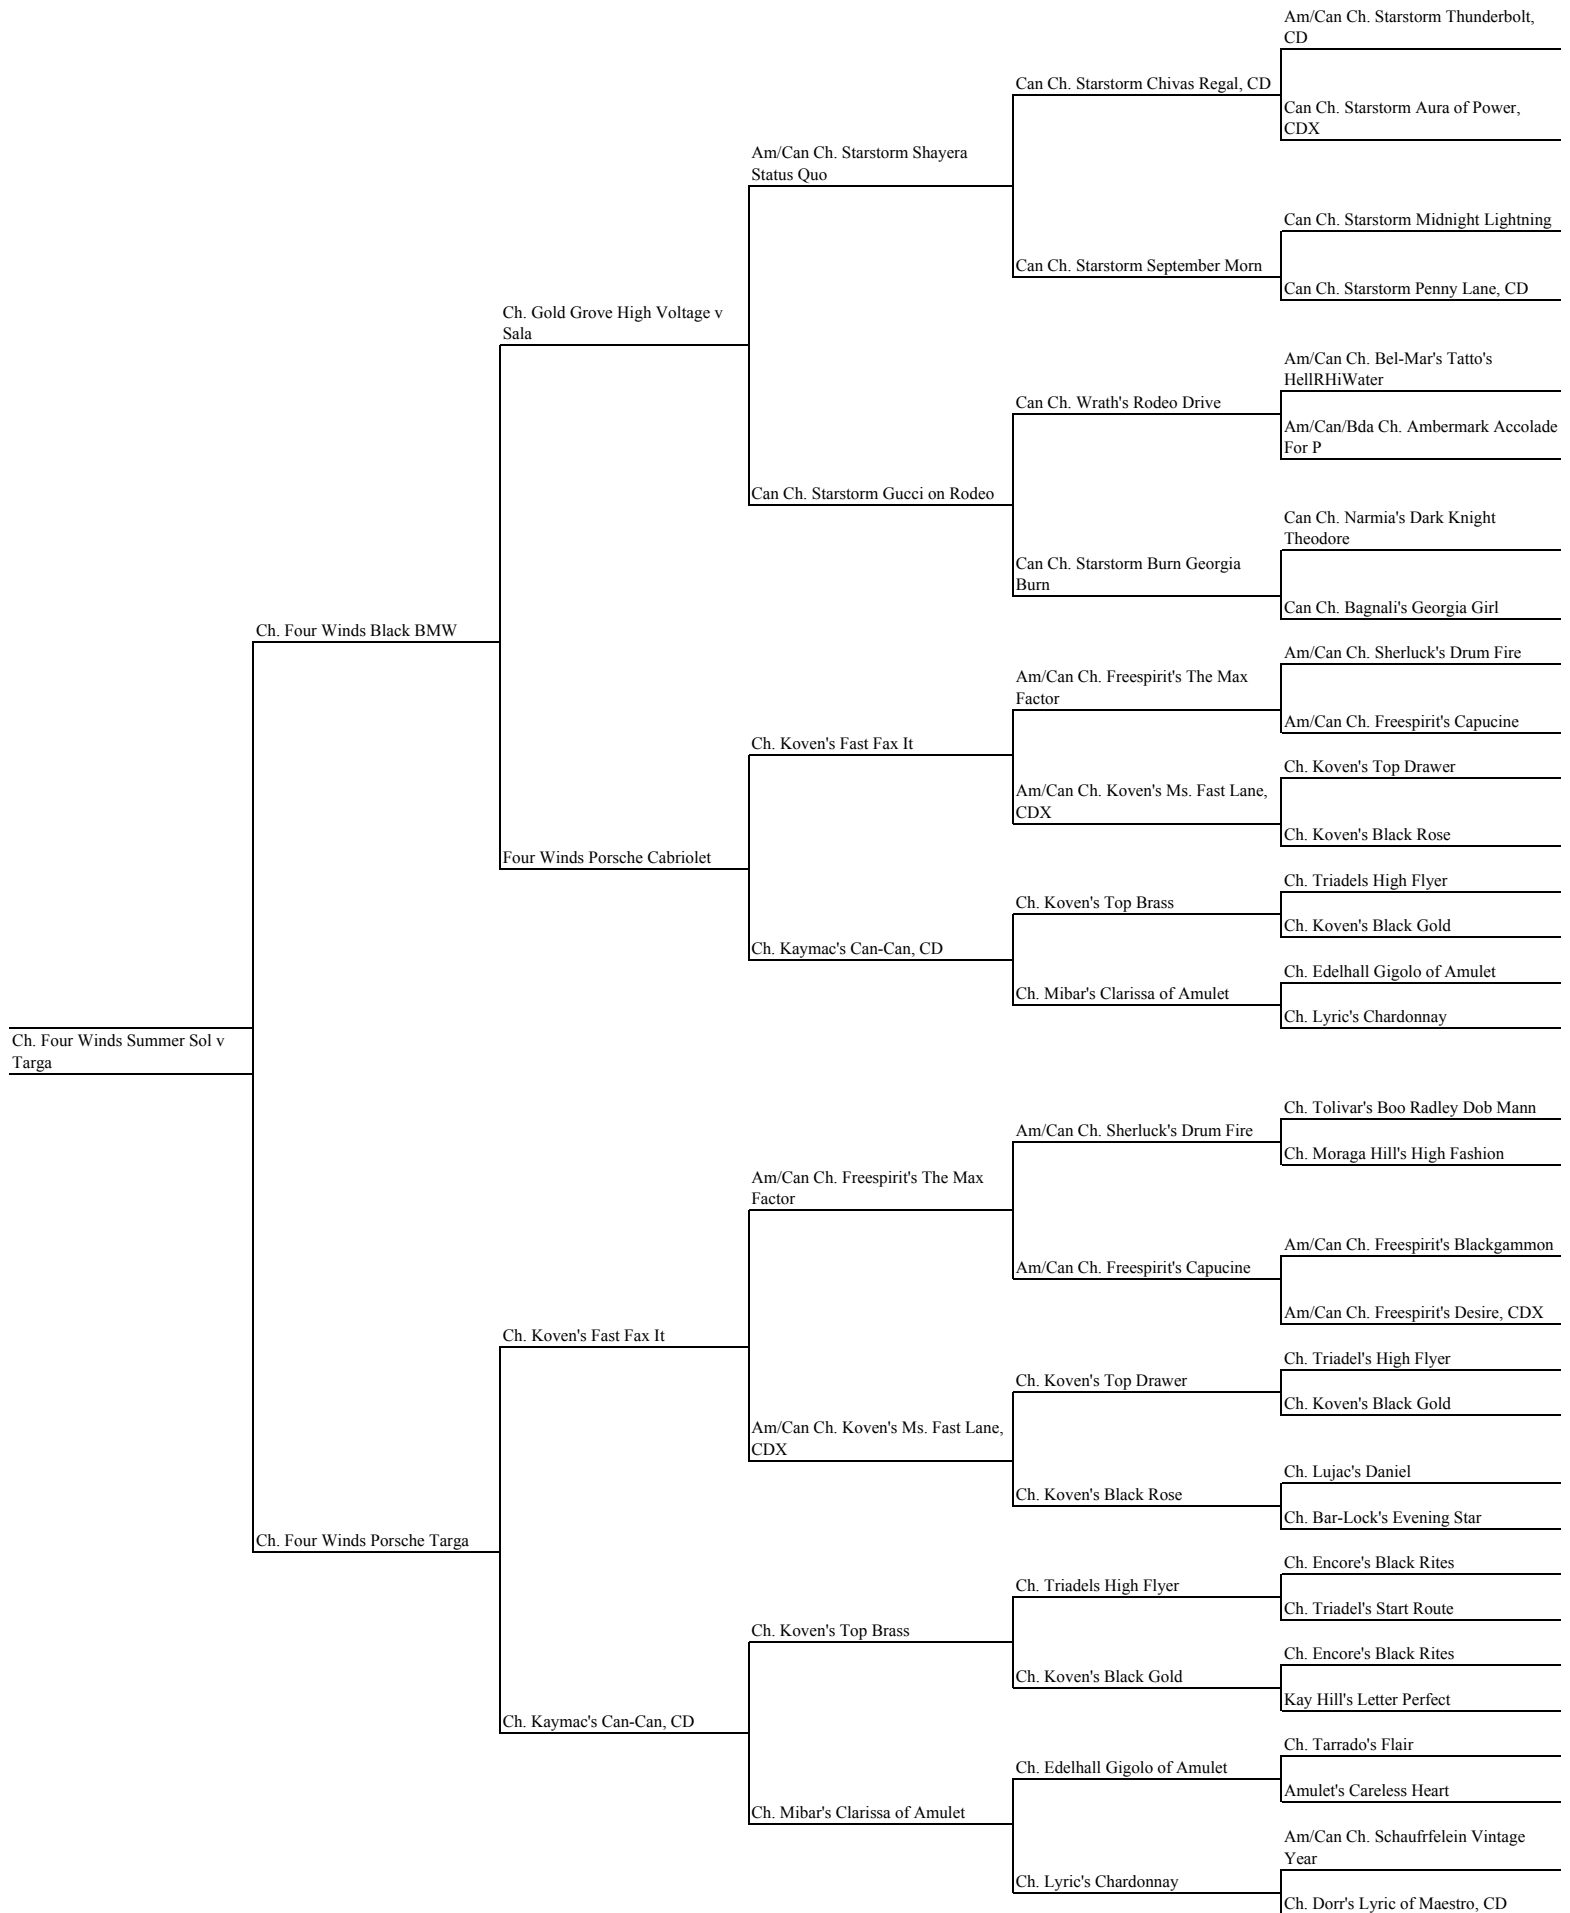 Am/Can Ch. Starstorm Thunderbolt,
CD
Can Ch. Starstorm Chivas Regal, CD
Can Ch. Starstorm Aura of Power,
CDX
Am/Can Ch. Starstorm Shayera
Status Quo
Can Ch. Starstorm Midnight Lightning
Can Ch. Starstorm September Morn
Can Ch. Starstorm Penny Lane, CD
Ch. Gold Grove High Voltage v
Sala
Am/Can Ch. Bel-Mar's Tatto's
HellRHiWater
Can Ch. Wrath's Rodeo Drive
Am/Can/Bda Ch. Ambermark Accolade
For P
Can Ch. Starstorm Gucci on Rodeo
Can Ch. Narmia's Dark Knight
Theodore
Can Ch. Starstorm Burn Georgia
Burn
Can Ch. Bagnali's Georgia Girl
Ch. Four Winds Black BMW
Am/Can Ch. Sherluck's Drum Fire
Am/Can Ch. Freespirit's The Max
Factor
Am/Can Ch. Freespirit's Capucine
Ch. Koven's Fast Fax It
Ch. Koven's Top Drawer
Am/Can Ch. Koven's Ms. Fast Lane,
CDX
Ch. Koven's Black Rose
Four Winds Porsche Cabriolet
Ch. Triadels High Flyer
Ch. Koven's Top Brass
Ch. Koven's Black Gold
Ch. Kaymac's Can-Can, CD
Ch. Edelhall Gigolo of Amulet
Ch. Mibar's Clarissa of Amulet
Ch. Lyric's Chardonnay
Ch. Four Winds Summer Sol v
Targa
Ch. Tolivar's Boo Radley Dob Mann
Am/Can Ch. Sherluck's Drum Fire
Ch. Moraga Hill's High Fashion
Am/Can Ch. Freespirit's The Max
Factor
Am/Can Ch. Freespirit's Blackgammon
Am/Can Ch. Freespirit's Capucine
Am/Can Ch. Freespirit's Desire, CDX
Ch. Koven's Fast Fax It
Ch. Triadel's High Flyer
Ch. Koven's Top Drawer
Ch. Koven's Black Gold
Am/Can Ch. Koven's Ms. Fast Lane,
CDX
Ch. Lujac's Daniel
Ch. Koven's Black Rose
Ch. Bar-Lock's Evening Star
Ch. Four Winds Porsche Targa
Ch. Encore's Black Rites
Ch. Triadels High Flyer
Ch. Triadel's Start Route
Ch. Koven's Top Brass
Ch. Encore's Black Rites
Ch. Koven's Black Gold
Kay Hill's Letter Perfect
Ch. Kaymac's Can-Can, CD
Ch. Tarrado's Flair
Ch. Edelhall Gigolo of Amulet
Amulet's Careless Heart
Ch. Mibar's Clarissa of Amulet
Am/Can Ch. Schaufrfelein Vintage
Year
Ch. Lyric's Chardonnay
Ch. Dorr's Lyric of Maestro, CD